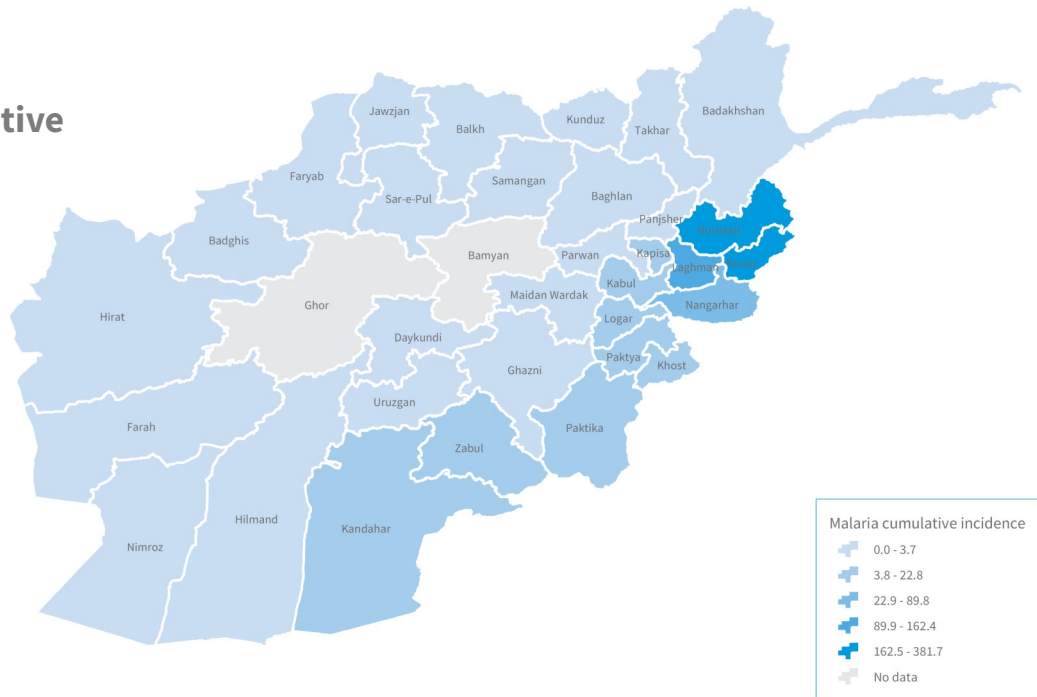 tive
Jawzjan
Balkh
Kunduz
Takhar
Badakhshan
Faryab
Sar-e-Pul
Samangan
Baghlan
Badghis
Panjsher
Nuristan
Hirat
Ghor
Bamyan
Parwan
Kapisa
Laghman
Kunar
Maidan Wardak
Kabul
Nangarhar
Daykundi
Logar
Ghazni
Paktya
Khost
Uruzgan
Farah
Zabul
Paktika
Nimroz
Hilmand
Kandahar
Malaria cumulative incidence
0.0 - 3.7
3.8 - 22.8
22.9 - 89.8
89.9 - 162.4
162.5 - 381.7
No data